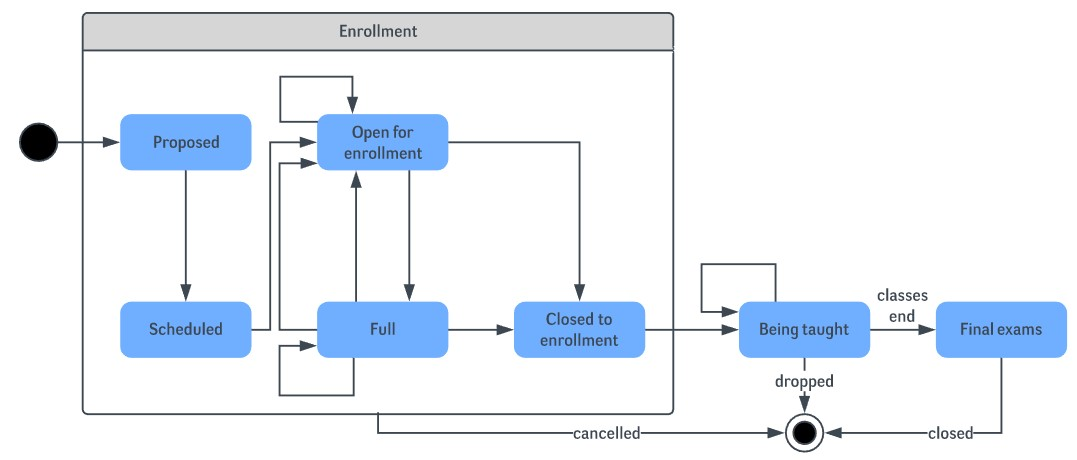 Enrollment
Proposed
Open for
enrollment
Scheduled
Full
Closed to
enrollment
Being taught
classes
end
Final exams
dropped
cancelled
closed